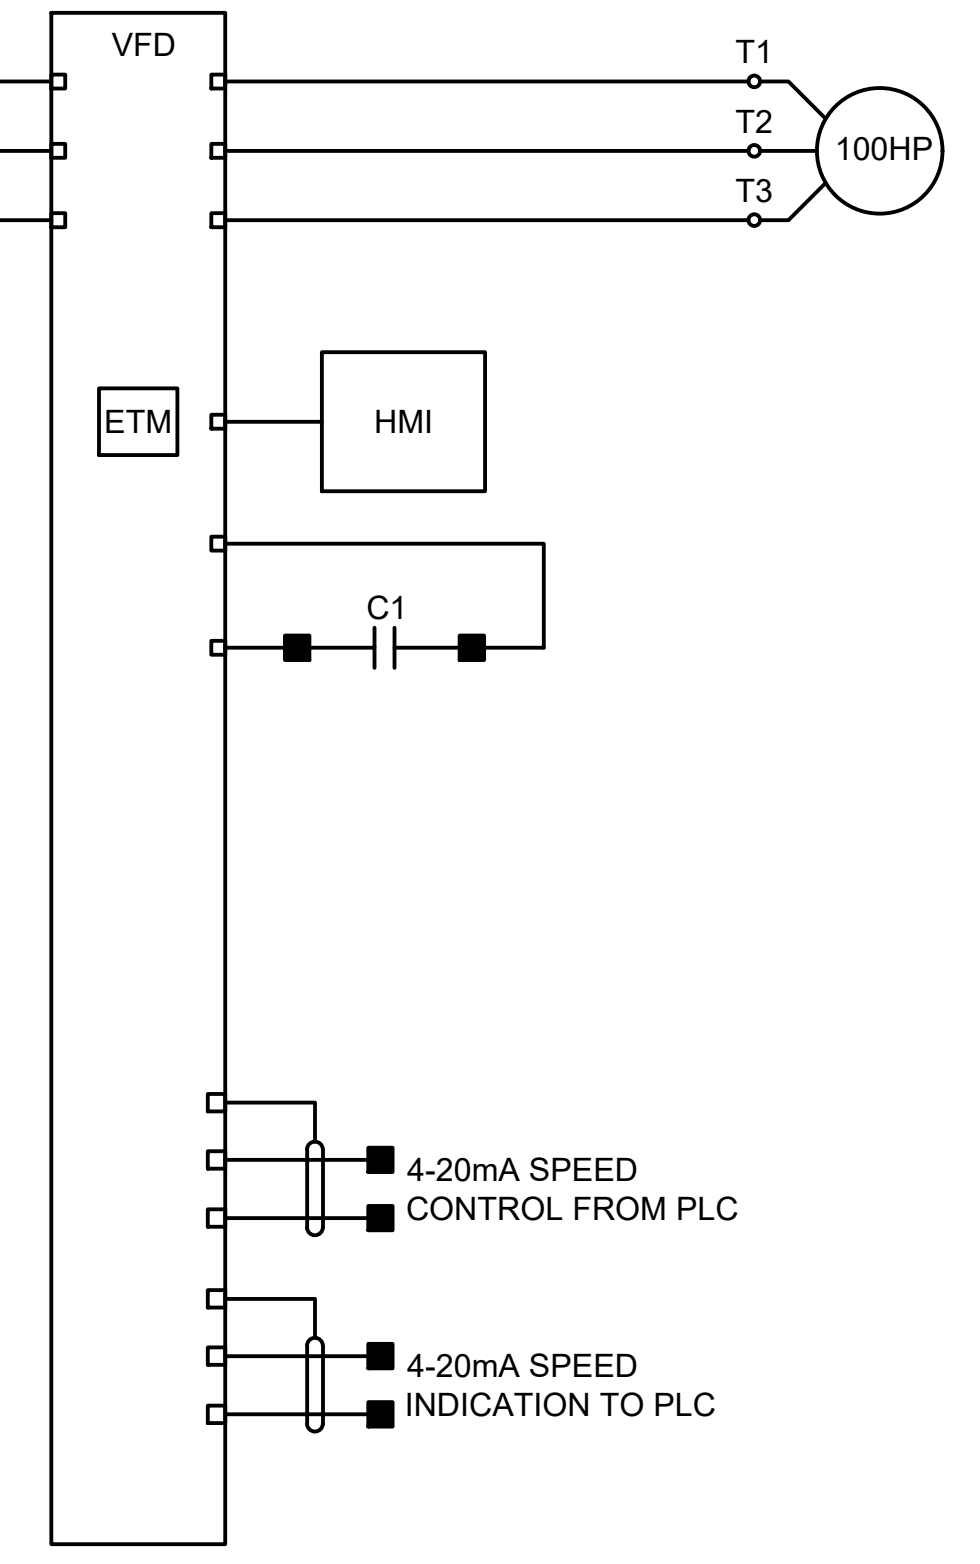 VFD
T1
T2
100HP
T3
ETM
HMI
C1
4-20mA SPEED
CONTROL FROM PLC
4-20mA SPEED
INDICATION TO PLC